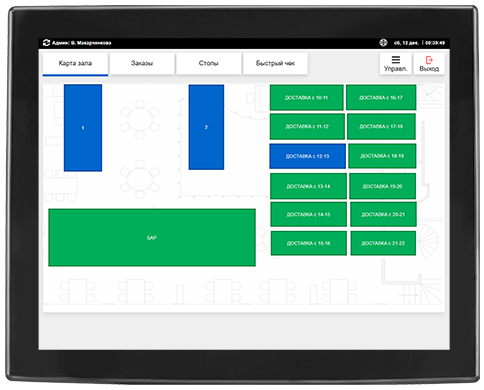 Админ: В. Макарченкова
сб, 12 дек. | 00:39:49
Карта зала
Заказы
Столы
Быстрый чек
Управл.
Выход
1
2
ДОСТАВКА с 10-11
ДОСТАВКА с 16-17
ДОСТАВКА с 11-12
ДОСТАВКА с 17-18
ДОСТАВКА с 12-13
ДОСТАВКА с 18-19
ДОСТАВКА с 13-14
ДОСТАВКА 19-20
ДОСТАВКА с 14-15
ДОСТАВКА с 20-21
ДОСТАВКА с 15-16
ДОСТАВКА с 21-22
БАР